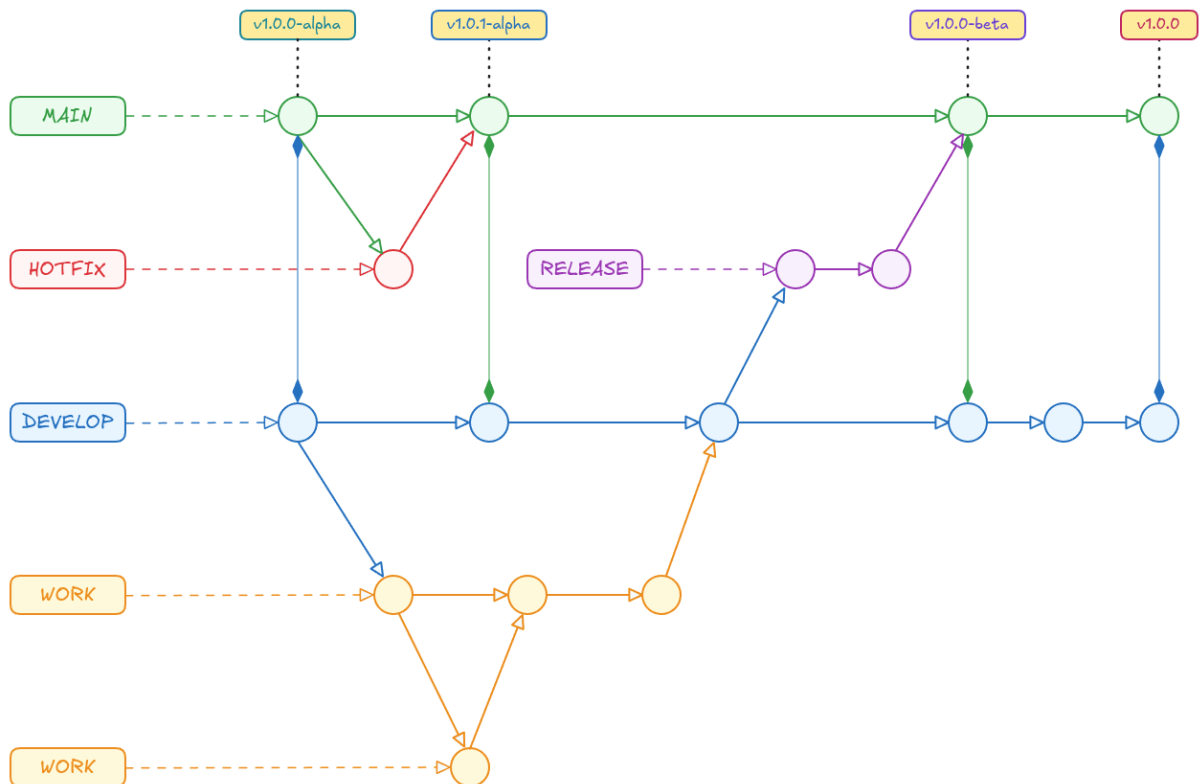 v1.0.0-alpha
v1.0.1-alpha
v1.0.0-beta
v1.0.0
MAIN
HOTFIX
RELEASE
DEVELOP
WORK
WORK